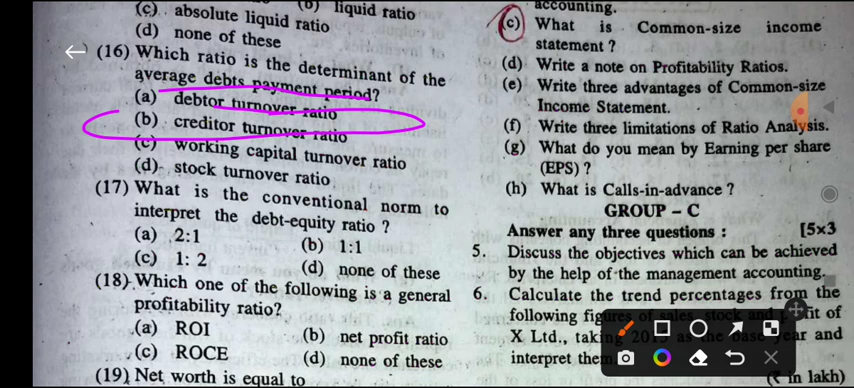 (c) absolute liquid ratio
(b) liquid ratio
(d) none of these
(16) Which ratio is the determinant of the
average debts payment period?
(a) debtor turnover ratio
(b) creditor turnover ratio
(c) working capital turnover ratio
(d) stock turnover ratio
(17) What is the conventional norm to
interpret the debt-equity ratio ?
(a) 2:1
(b) 1:1
(c) 1: 2
(d) none of these
(18) Which one of the following is a general
profitability ratio?
(a) ROI
(b) net profit ratio
(c) ROCE
(d) none of these
(19) Net worth is equal to
accounting.
(c) What is Common-size income
statement ?
(d) Write a note on Profitability Ratios.
(e) Write three advantages of Common-size
Income Statement.
(f) Write three limitations of Ratio Analysis.
(g) What do you mean by Earning per share
(EPS) ?
(h) What is Calls-in-advance ?
GROUP – C
Answer any three questions : [5x3
5. Discuss the objectives which can be achieved
by the help of the management accounting.
6. Calculate the trend percentages from the
following figures of sales, stock and fit of
X Ltd., taking as the base year and
interpret them
(₹ in lakh)